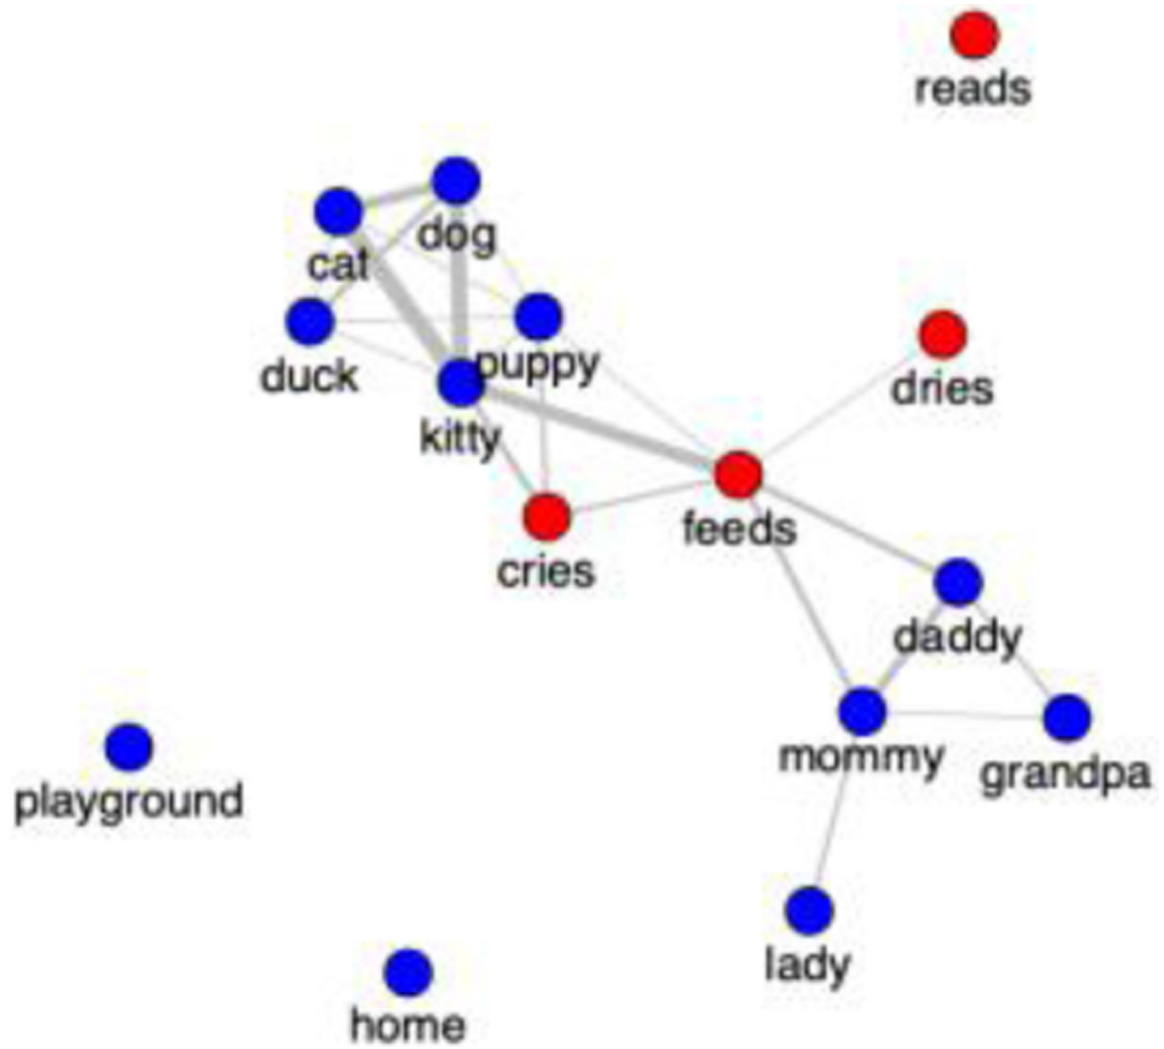 reads
dog
cat
puppy
duck
dries
kitty
feeds
cries
daddy
mommy
grandpa
playground
lady
home